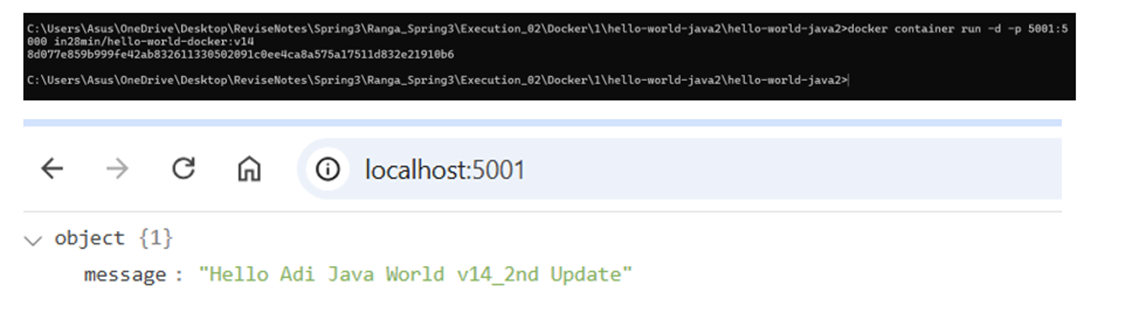 C:\Users\Asus\OneDrive\Desktop\ReviseNotes\Spring3\Ranga_Spring3\Execution_02\Docker\1\hello-world-java2\hello-world-java2>docker container run -d -p 5001:5
000 in28min/hello-world-docker:v14
8d077e859b999fe42ab832611330502091c0ee4ca8a575a17511d832e21910b6
C:\Users\Asus\OneDrive\Desktop\ReviseNotes\Spring3\Ranga_Spring3\Execution_02\Docker\1\hello-world-java2\hello-world-java2>
localhost:5001
object {1}
message : "Hello Adi Java World v14_2nd Update"